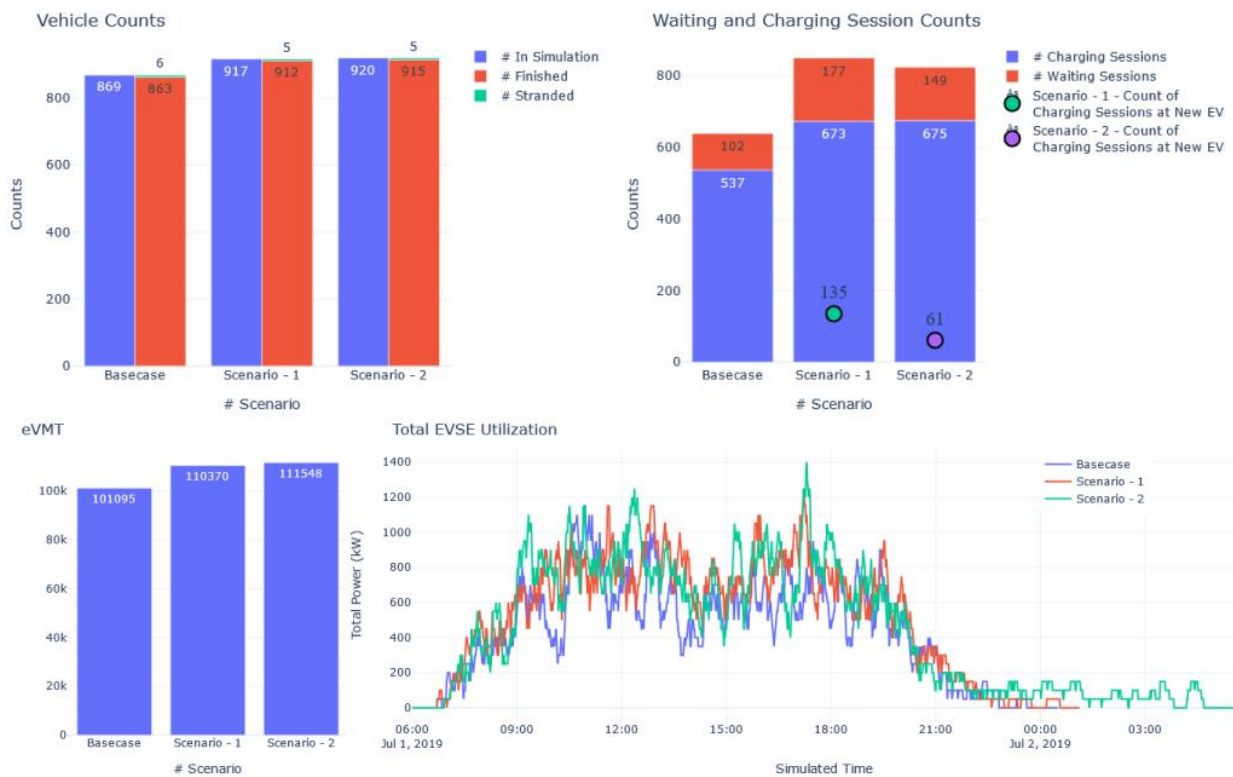 Vehicle Counts
6
5
5
869
863
917
912
920
915
800
600
400
200
0
Counts
Basecase
Scenario - 1
Scenario - 2
# Scenario
# In Simulation
# Finished
# Stranded
Waiting and Charging Session Counts
102
537
177
673
149
675
135
61
800
600
400
200
0
Counts
Basecase
Scenario - 1
Scenario - 2
# Scenario
# Charging Sessions
# Waiting Sessions
Scenario - 1 - Count of
Charging Sessions at New EV
Scenario - 2 - Count of
Charging Sessions at New EV
eVMT
101095
110370
111548
100k
80k
60k
40k
20k
0
Basecase
Scenario - 1
Scenario - 2
# Scenario
Total EVSE Utilization
1400
1200
1000
800
600
400
200
0
Total Power (kW)
Basecase
Scenario - 1
Scenario - 2
06:00
Jul 1, 2019
09:00
12:00
15:00
18:00
21:00
00:00
Jul 2, 2019
03:00
Simulated Time